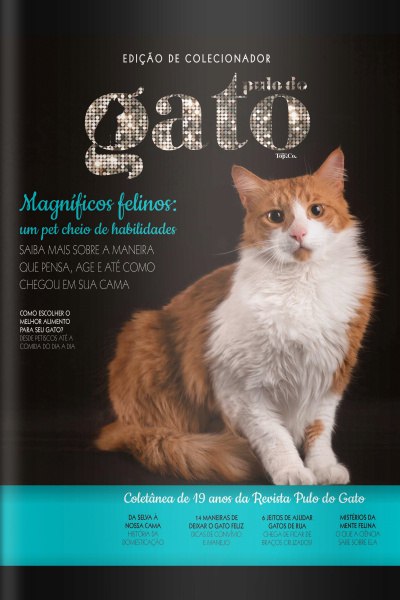 EDIÇÃO DE COLECIONADOR
pulo do
gato
Top.Co.
Magníficos felinos:
um pet cheio de habilidades
SAIBA MAIS SOBRE A MANEIRA
QUE PENSA, AGE E ATÉ COMO
CHEGOU EM SUA CAMA
COMO ESCOLHER O
MELHOR ALIMENTO
PARA SEU GATO?
DESDE PETISCOS ATÉ A
COMIDA DO DIA A DIA
Coletânea de 19 anos da Revista Pulo do Gato
DA SELVA À
NOSSA CAMA
HISTÓRIA DA
DOMESTICAÇÃO
14 MANEIRAS DE
DEIXAR O GATO FELIZ
DICAS DE CONVÍVIO
E MANEJO
6 JEITOS DE AJUDAR
GATOS DE RUA
CHEGA DE FICAR DE
BRAÇOS CRUZADOS!
MISTÉRIOS DA
MENTE FELINA
O QUE A CIÊNCIA
SABE SOBRE ELA